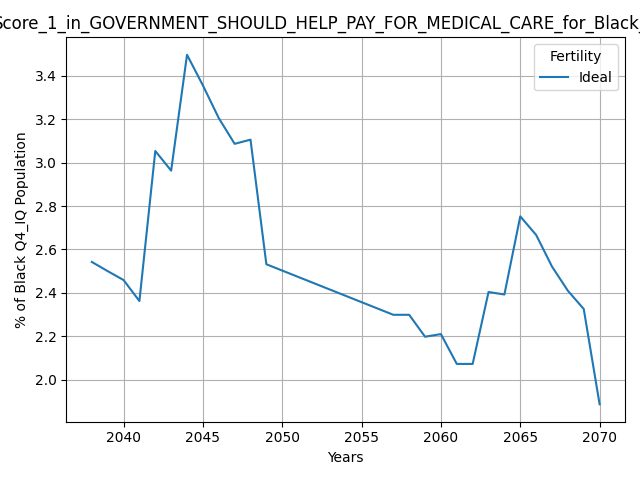 Score_1_in_GOVERNMENT_SHOULD_HELP_PAY_FOR_MEDICAL_CARE_for_Black_
Fertility
Ideal
% of Black Q4_IQ Population
3.4
3.2
3.0
2.8
2.6
2.4
2.2
2.0
2040 2045 2050 2055 2060 2065 2070
Years